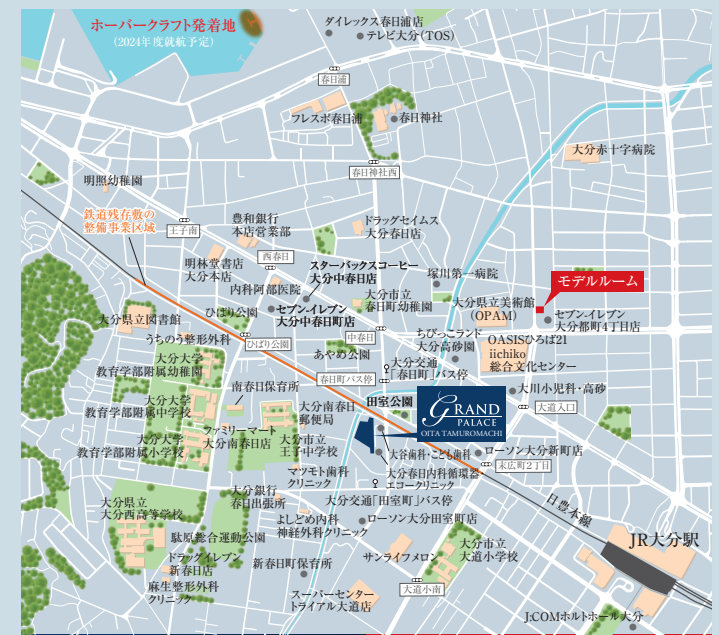 ホーバークラフト発着地
(2024年度就航予定)
ダイレックス春日浦店
テレビ大分(TOS)
春日浦
フレスポ春日浦
春日神社
大分赤十字病院
春日神社西
明照幼稚園
鉄道残存敷の
整備事業区域
王子南
豊和銀行
本店営業部
ドラッグセイムス
大分春日店
西春日
明林堂書店
大分本店
スターバックスコーヒー
大分中春日店
塚川第一病院
モデルルーム
内科阿部医院
セブン-イレブン
大分中春日町店
大分市立
春日町幼稚園
大分県立美術館
(OPAM)
セブン-イレブン
大分都町4丁目店
大分県立図書館
ひばり公園
うちのう整形外科
ひばり公園
中春日
ちびっこランド
大分高砂園
OASISひろば21
iichiko
総合文化センター
あやめ公園
大分大学
教育学部附属幼稚園
大分交通
「春日町」バス停
春日町バス停
南春日保育所
大川小児科・高砂
大分大学
教育学部附属中学校
大分南春日
郵便局
田室公園
GRAND
PALACE
OITA TAMUROMACHI
大道入口
ファミリーマート
大分南春日店
大分大学
教育学部附属小学校
大分市立
王子中学校
大谷歯科・こども歯科
ローソン大分新町店
末広町2丁目
マツモト歯科
クリニック
大分春日内科循環器
エコークリニック
大分銀行
春日出張所
大分交通「田室町」バス停
大分県立
大分西高等学校
よしどめ内科
神経外科クリニック
ローソン大分田室町店
日豊本線
駄原総合運動公園
JR大分駅
ドラッグイレブン
新春日店
新春日町保育所
サンライフメロン
大分市立
大道小学校
麻生整形外科
クリニック
大道小南
スーパーセンター
トライアル大道店
J:COMホルトホール大分